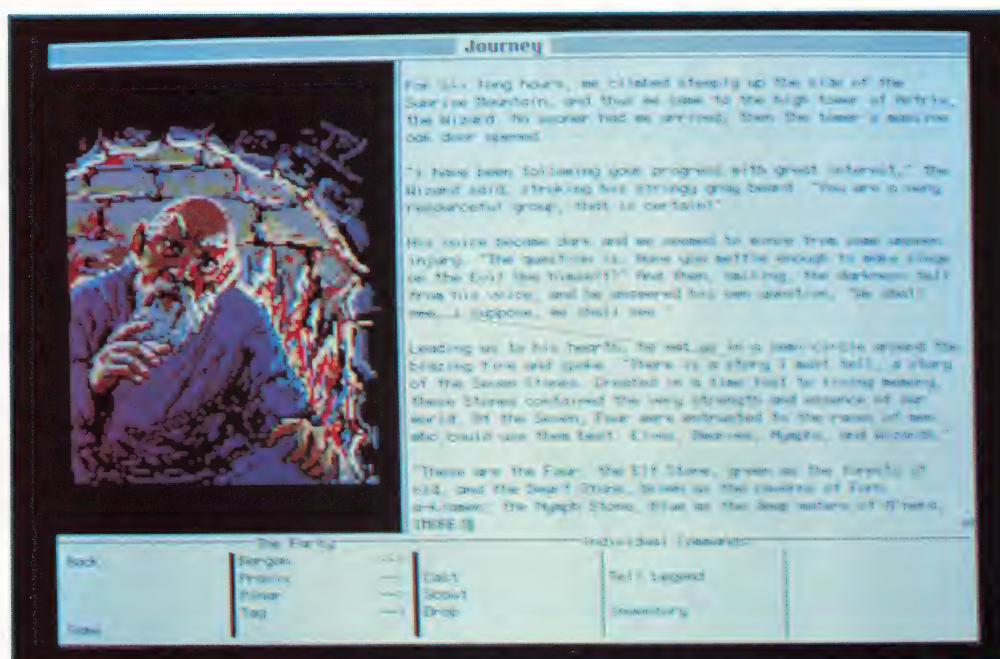 Journey
For six long hours, we climbed steeply up the side of the
Sunrise Mountain, and thus we came to the high tower of Astrix,
the Wizard. No sooner had we arrived, then the tower's massive
oak door opened.
"I have been following your progress with great interest," the
Wizard said, stroking his stringy gray beard. "You are a very
resourceful group, that is certain!"
His voice became dark and we seemed to wince from some unseen
injury. "The question is: Have you mettle enough to make siege
on the Evil One himself?" And then, smiling, the darkness fell
from his voice, and he answered his own question, "We shall
see...I suppose, we shall see."
Leading us to his hearth, he sat us in a semi-circle around the
blazing fire and spoke. "There is a story I must tell, a story
of the Seven Stones. Created in a time lost to living memory,
these Stones contained the very strength and essence of our
world. Of the Seven, Four were entrusted to the races of men
who could use them best: Elves, Dwarves, Nymphs, and Wizards."
"These are the Four: the Elf Stone, green as the forests of
old, and the Dwarf Stone, brown as the caverns of
the Nymph Stone, blue as the deep waters of
[MORE]
The Party
Individual Commands
Back
Bergon
Praxix
Cast
Tell Legend
Minar
Scout
Tag
Drop
Inventory
Game